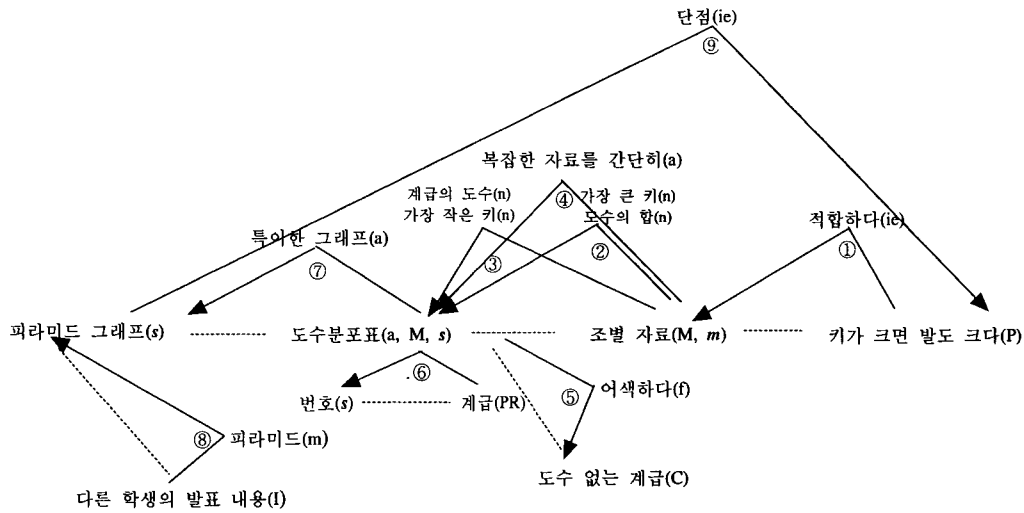 단점(ie)
⑨
복잡한 자료를 간단히(a)
계급의 도수(n)
④
가장 큰 키(n)
가장 작은 키(n)
도수의 합(n)
적합하다(ie)
특이한 그래프(a)
⑦
③
②
①
피라미드 그래프(s)
도수분포표(a, M, s)
조별 자료(M, m)
키가 크면 발도 크다(P)
⑥
번호(s)
계급(PR)
⑤
어색하다(f)
⑧
피라미드(m)
도수 없는 계급(C)
다른 학생의 발표 내용(I)